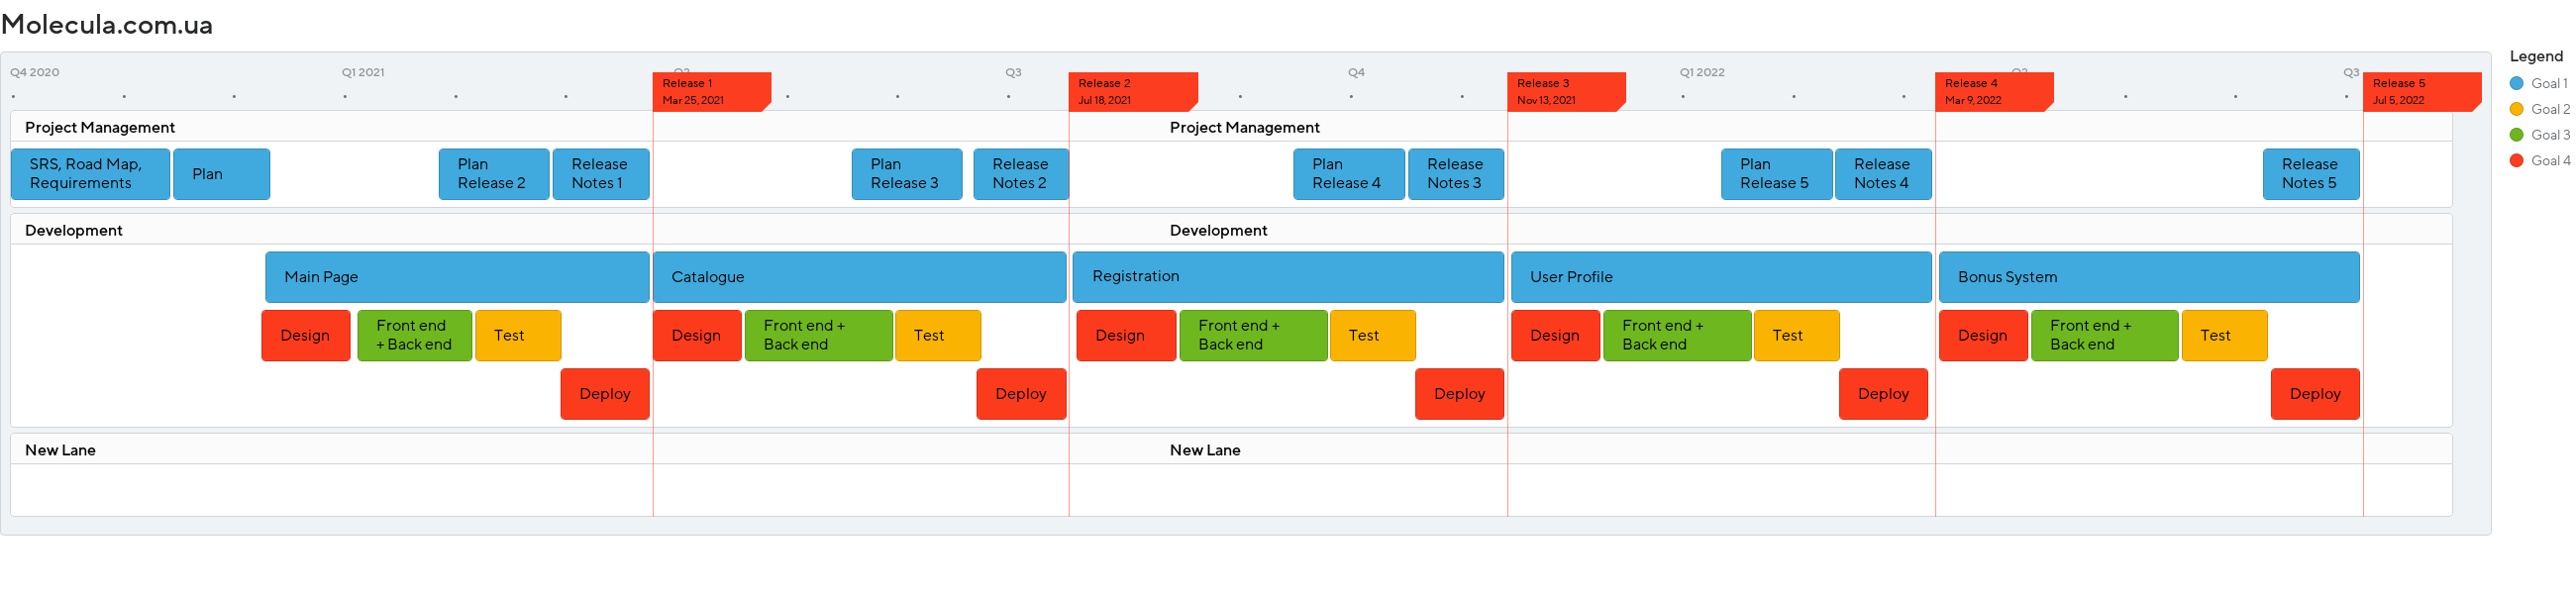 Molecula.com.ua
Q4 2020
Q1 2021
Q2
Q3
Q4
Q1 2022
Q2
Q3
Release 1
Mar 25, 2021
Release 2
Jul 18, 2021
Release 3
Nov 13, 2021
Release 4
Mar 9, 2022
Release 5
Jul 5, 2022
Legend
Goal 1
Goal 2
Goal 3
Goal 4
Project Management
Project Management
SRS, Road Map,
Requirements
Plan
Plan
Release 2
Release
Notes 1
Plan
Release 3
Release
Notes 2
Plan
Release 4
Release
Notes 3
Plan
Release 5
Release
Notes 4
Release
Notes 5
Development
Development
Main Page
Catalogue
Registration
User Profile
Bonus System
Design
Front end
+ Back end
Test
Design
Front end +
Back end
Test
Design
Front end +
Back end
Test
Design
Front end +
Back end
Test
Design
Front end +
Back end
Test
Deploy
Deploy
Deploy
Deploy
Deploy
New Lane
New Lane